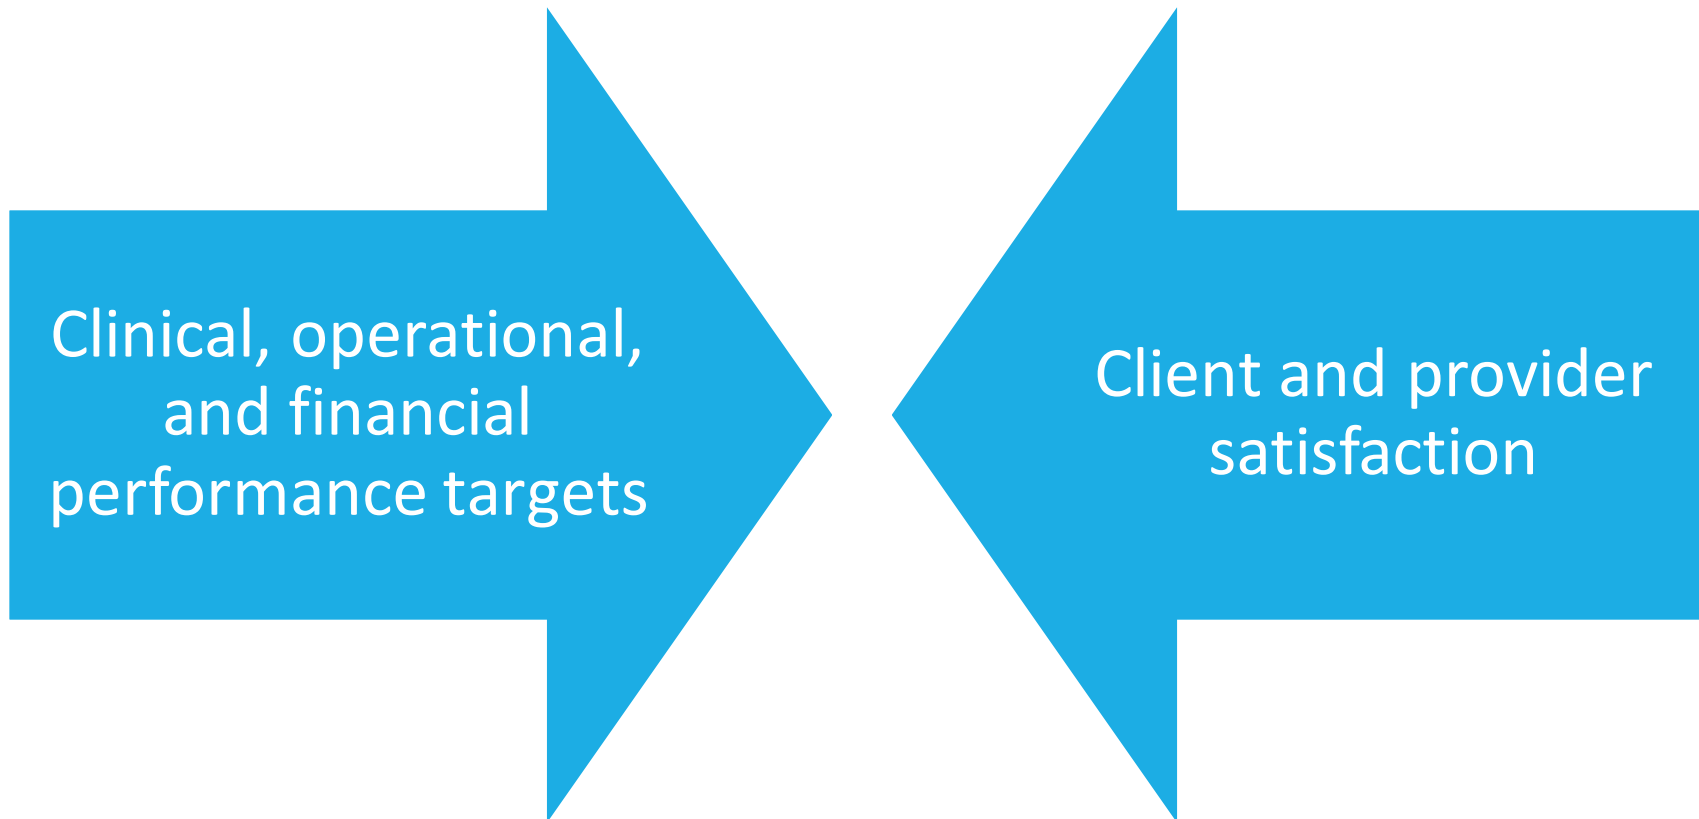 Clinical, operational,
and financial
performance targets
Client and provider
satisfaction